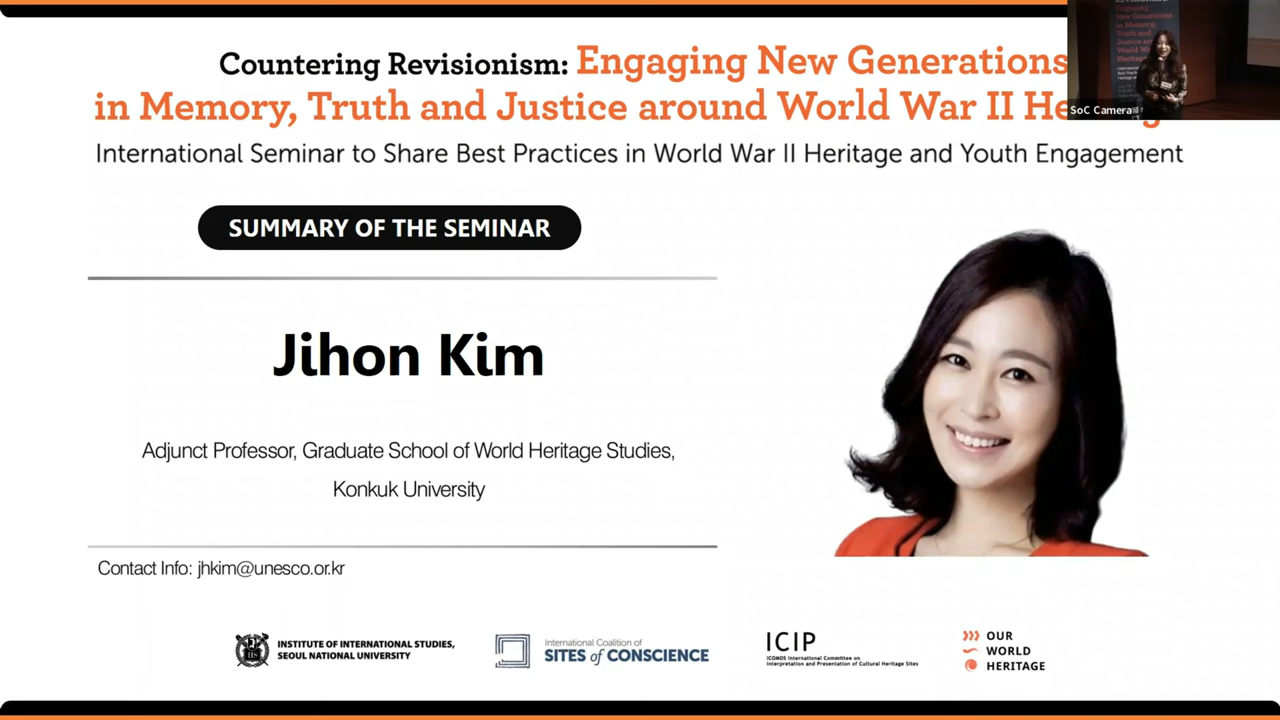 Countering Revisionism: Engaging New Generations
in Memory, Truth and Justice around World War II He
International Seminar to Share Best Practices in World War II Heritage and Youth Engagement
SoC Camera
SUMMARY OF THE SEMINAR
Jihon Kim
Adjunct Professor, Graduate School of World Heritage Studies,
Konkuk University
Contact Info: jhkim@unesco.or.kr
INSTITUTE OF INTERNATIONAL STUDIES,
SEOUL NATIONAL UNIVERSITY
International Coalition of
SITES of CONSCIENCE
ICIP
ICOMOS International Committee on
Interpretation and Presentation of Cultural Heritage Sites
OUR
WORLD
HERITAGE